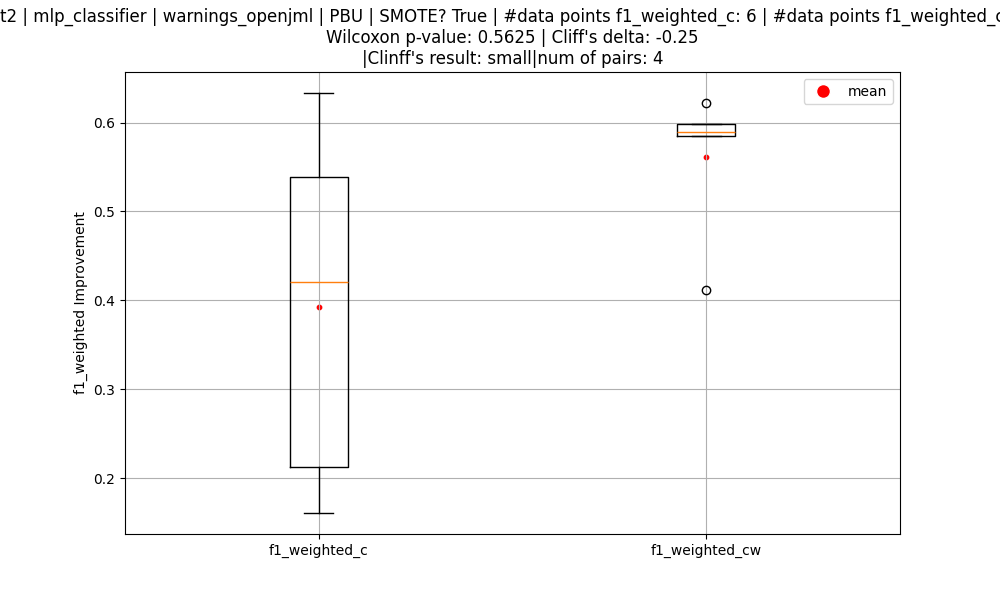 t2 | mlp_classifier | warnings_openjml | PBU | SMOTE? True | #data points f1_weighted_c: 6 | #data points f1_weighted_c
Wilcoxon p-value: 0.5625 | Cliff's delta: -0.25
|Clinff's result: small|num of pairs: 4
mean
0.6
0.5
0.4
0.3
0.2
f1_weighted Improvement
f1_weighted_c
f1_weighted_cw